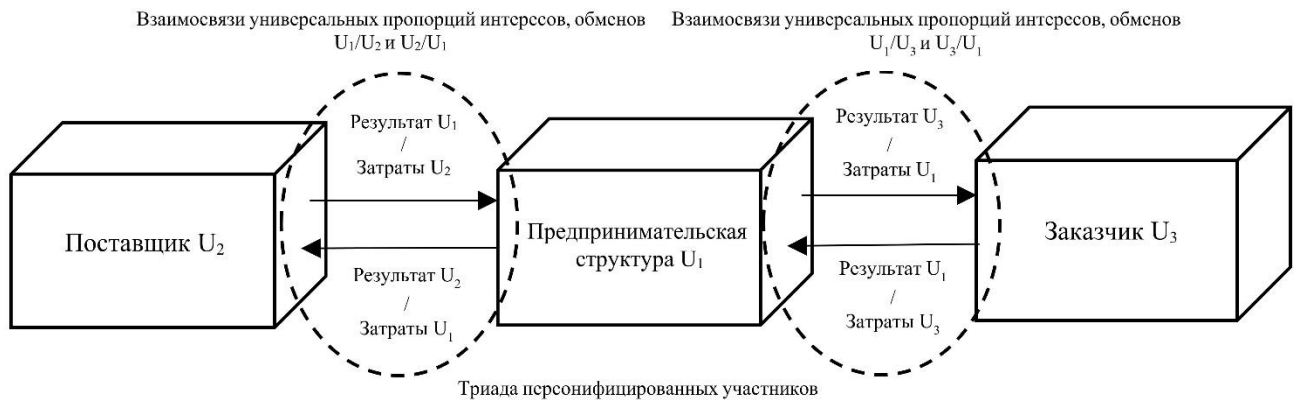 Взаимосвязи универсальных пропорций интересов, обменов
U₁/U₂ и U₂/U₁
Взаимосвязи универсальных пропорций интересов, обменов
U₁/U₃ и U₃/U₁
Результат U₁
/
Затраты U₂
Результат U₃
/
Затраты U₁
Поставщик U₂
Предпринимательская
структура U₁
Заказчик U₃
Результат U₂
/
Затраты U₁
Результат U₁
/
Затраты U₃
Триада персонифицированных участников